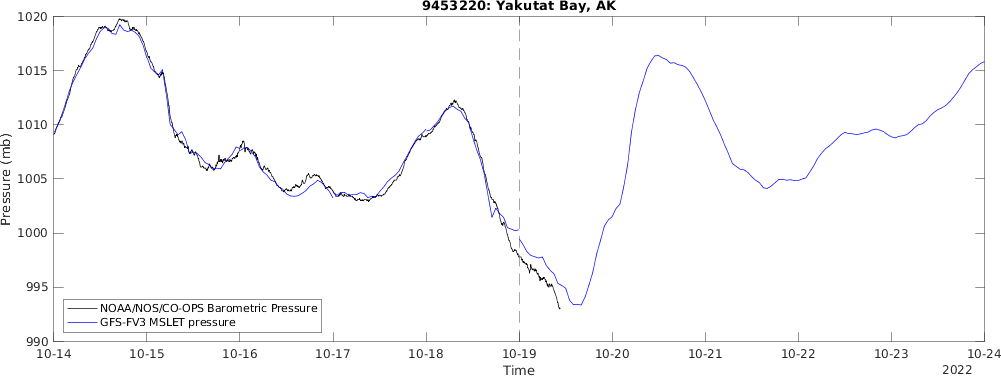 9453220: Yakutat Bay, AK
Pressure (mb)
1020
1015
1010
1005
1000
995
990
NOAA/NOS/CO-OPS Barometric Pressure
GFS-FV3 MSLET pressure
10-14 10-15 10-16 10-17 10-18 10-19 10-20 10-21 10-22 10-23 10-24
Time
2022